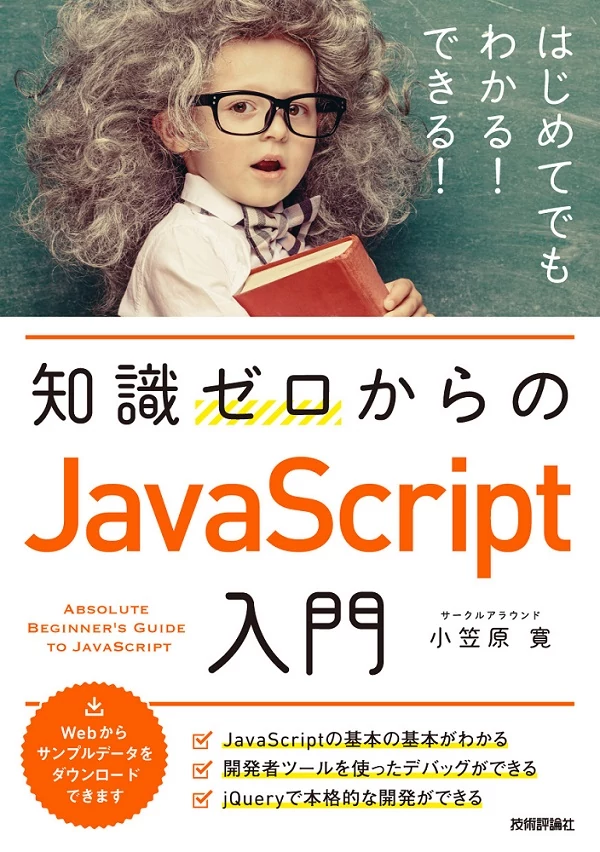 はじめてでも
わかる！
できる！
知識ゼロからの
JavaScript
入門
ABSOLUTE
BEGINNER'S GUIDE
TO JAVASCRIPT
サークルアラウンド
小笠原 寛
Webから
サンプルデータを
ダウンロード
できます
JavaScriptの基本の基本がわかる
開発者ツールを使ったデバッグができる
jQueryで本格的な開発ができる
技術評論社